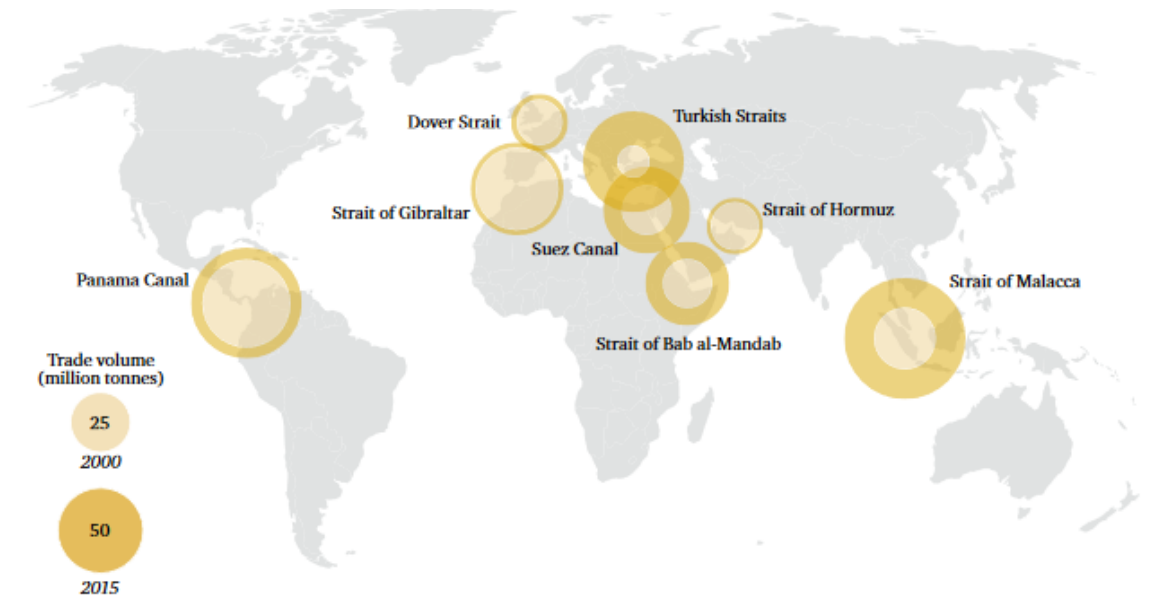 Dover Strait
Turkish Straits
Strait of Gibraltar
Strait of Hormuz
Suez Canal
Panama Canal
Strait of Malacca
Strait of Bab al-Mandab
Trade volume
(million tonnes)
25
2000
50
2015